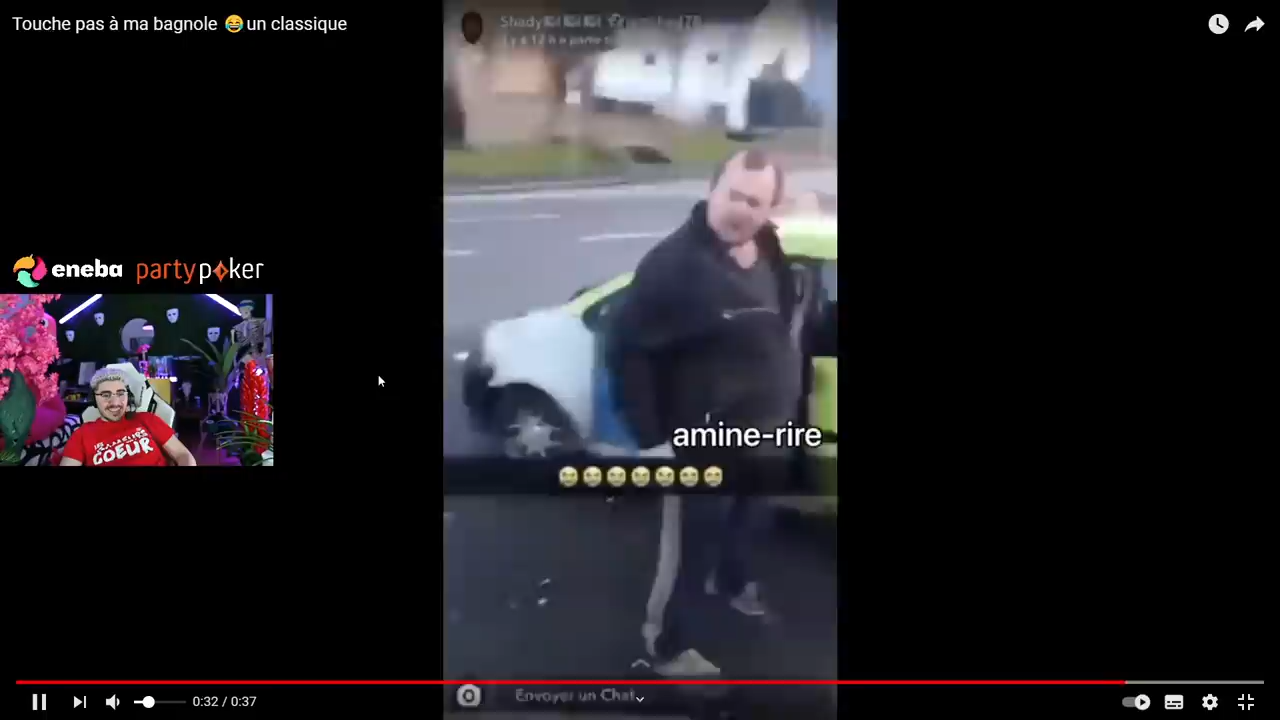 Touche pas à ma bagnole 😂 un classique
eneba partypoker
COEUR
amine-rire
Envoyer un Chat
0:32 / 0:37